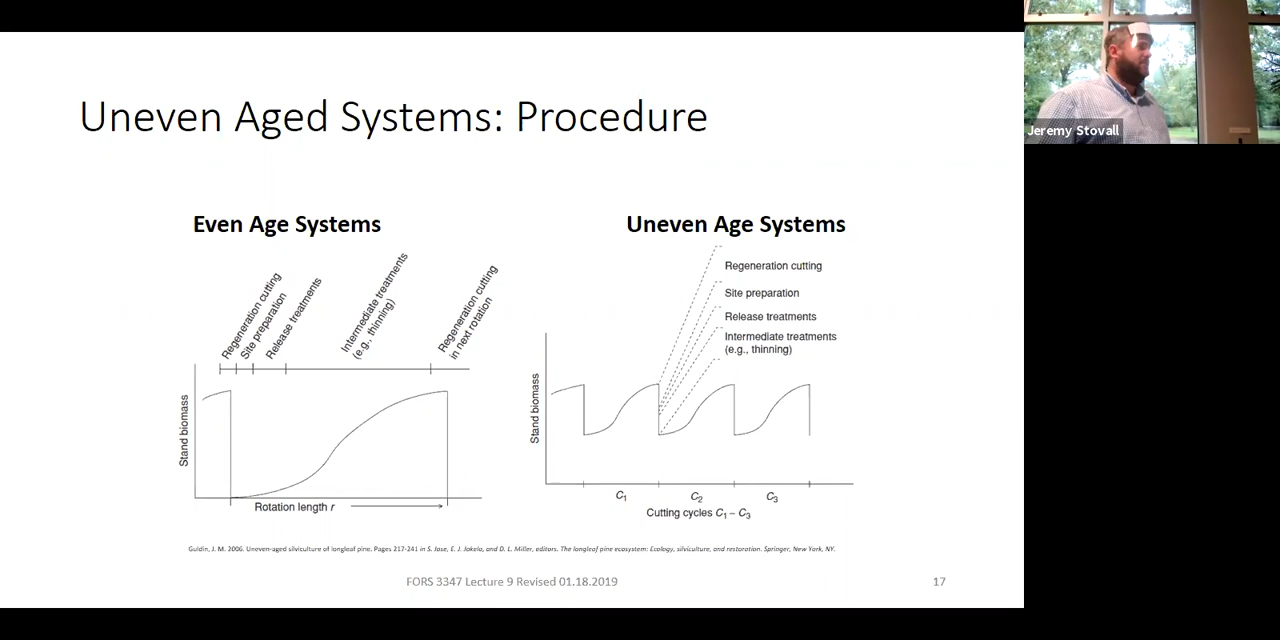 Uneven Aged Systems: Procedure
Even Age Systems
Regeneration cutting
Site preparation
Release treatments
Intermediate treatments
(e.g., thinning)
Regeneration cutting
in next rotation
Stand biomass
Rotation length r
Uneven Age Systems
Regeneration cutting
Site preparation
Release treatments
Intermediate treatments
(e.g., thinning)
Stand biomass
C1 C2 C3
Cutting cycles C1 – C3
Guldin, J. M. 2006. Uneven-aged silviculture of longleaf pine. Pages 217-241 in S. Jose, E. J. Jokela, and D. L. Miller, editors. The longleaf pine ecosystem: Ecology, silviculture, and restoration. Springer, New York, NY.
FORS 3347 Lecture 9 Revised 01.18.2019
17
Jeremy Stovall